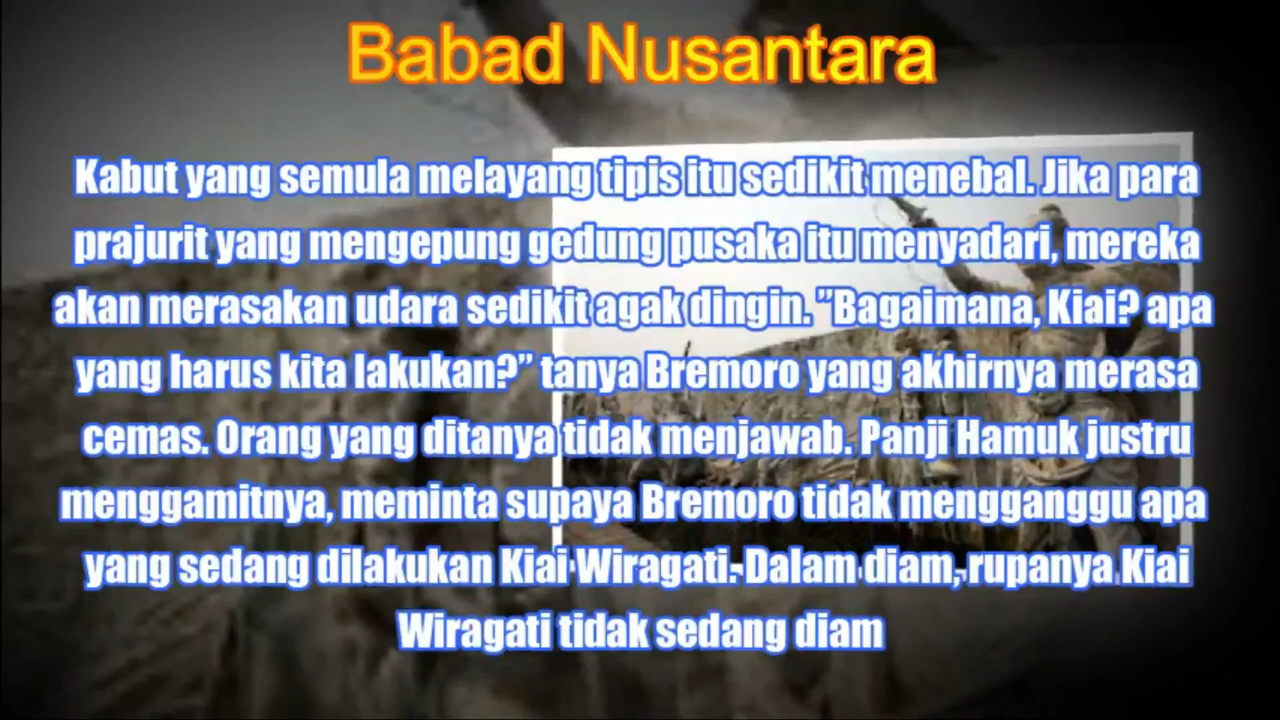 Babad Nusantara
Kabut yang semula melayang tipis itu sedikit menebal. Jika para
prajurit yang mengepung gedung pusaka itu menyadari, mereka
akan merasakan udara sedikit agak dingin. ”Bagaimana, Kiai? apa
yang harus kita lakukan?” tanya Bremoro yang akhirnya merasa
cemas. Orang yang ditanya tidak menjawab. Panji Hamuk justru
menggamitnya, meminta supaya Bremoro tidak mengganggu apa
yang sedang dilakukan Kiai Wiragati. Dalam diam, rupanya Kiai
Wiragati tidak sedang diam